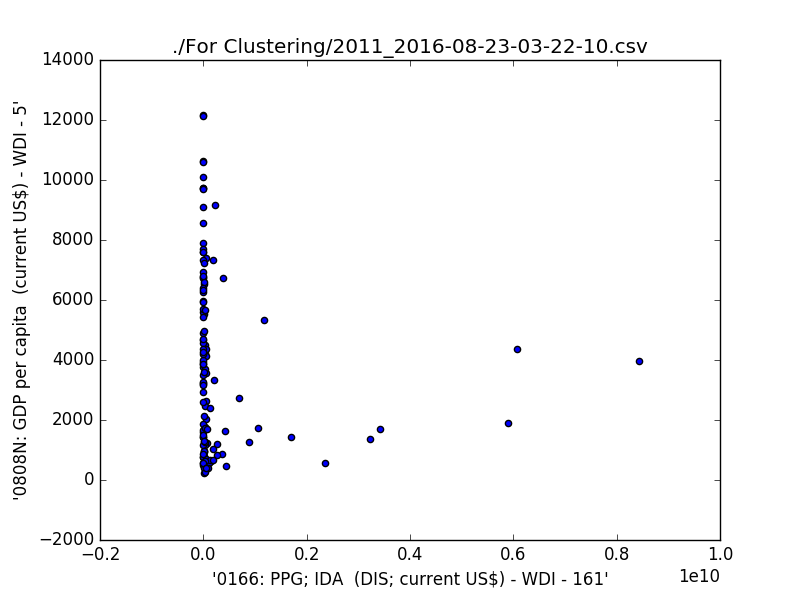 ./For Clustering/2011_2016-08-23-03-22-10.csv
14000
12000
10000
8000
6000
4000
2000
0
−2000
'0808N: GDP per capita  (current US$) - WDI - 5'
−0.2 0.0 0.2 0.4 0.6 0.8 1.0
1e10
'0166: PPG; IDA  (DIS; current US$) - WDI - 161'